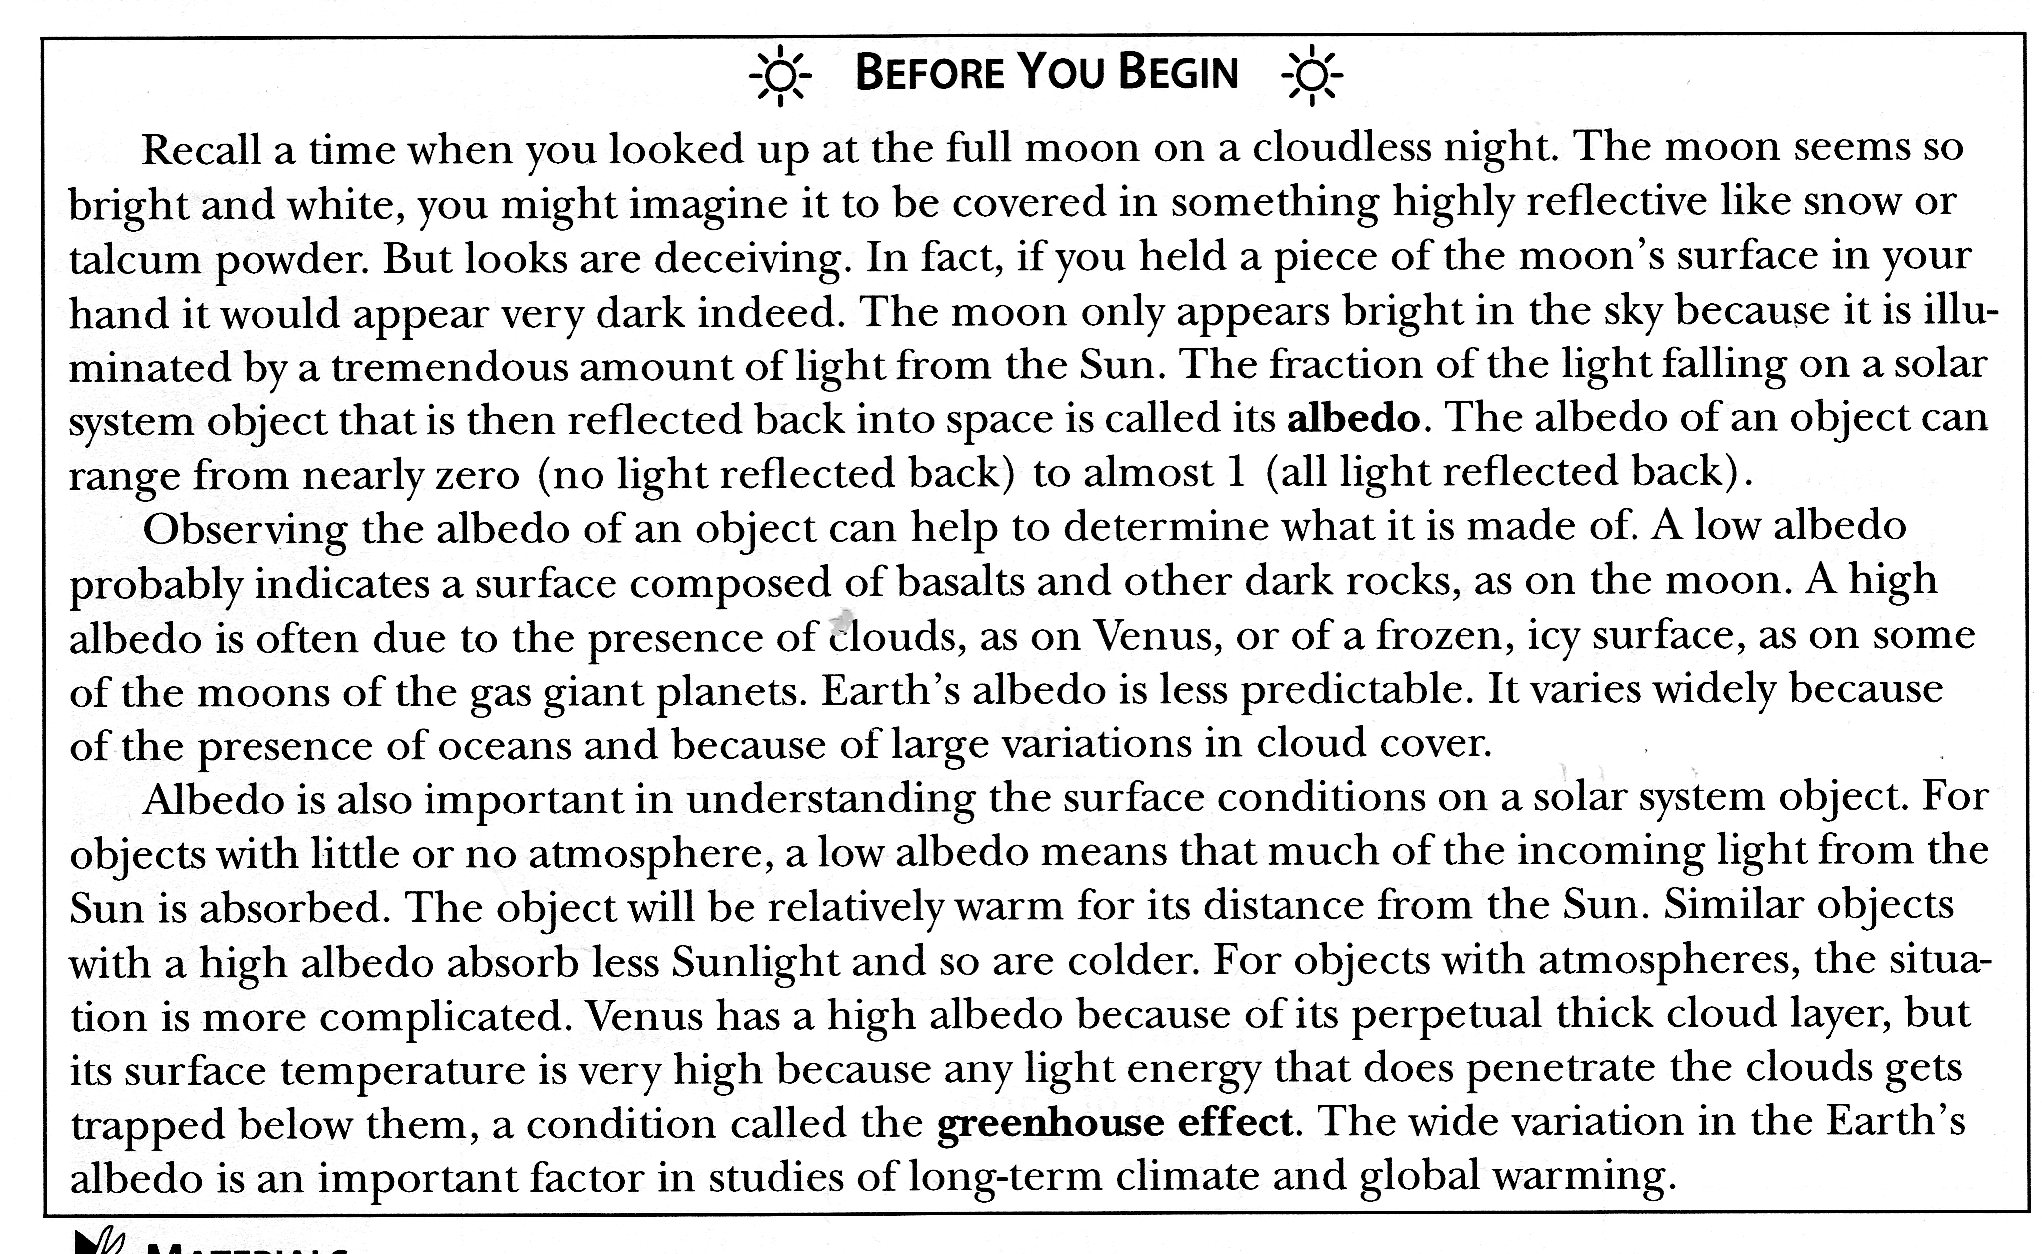 BEFORE YOU BEGIN
Recall a time when you looked up at the full moon on a cloudless night. The moon seems so
bright and white, you might imagine it to be covered in something highly reflective like snow or
talcum powder. But looks are deceiving. In fact, if you held a piece of the moon's surface in your
hand it would appear very dark indeed. The moon only appears bright in the sky because it is illu-
minated by a tremendous amount of light from the Sun. The fraction of the light falling on a solar
system object that is then reflected back into space is called its albedo. The albedo of an object can
range from nearly zero (no light reflected back) to almost 1 (all light reflected back).
Observing the albedo of an object can help to determine what it is made of. A low albedo
probably indicates a surface composed of basalts and other dark rocks, as on the moon. A high
albedo is often due to the presence of clouds, as on Venus, or of a frozen, icy surface, as on some
of the moons of the gas giant planets. Earth's albedo is less predictable. It varies widely because
of the presence of oceans and because of large variations in cloud cover.
Albedo is also important in understanding the surface conditions on a solar system object. For
objects with little or no atmosphere, a low albedo means that much of the incoming light from the
Sun is absorbed. The object will be relatively warm for its distance from the Sun. Similar objects
with a high albedo absorb less Sunlight and so are colder. For objects with atmospheres, the situa-
tion is more complicated. Venus has a high albedo because of its perpetual thick cloud layer, but
its surface temperature is very high because any light energy that does penetrate the clouds gets
trapped below them, a condition called the greenhouse effect. The wide variation in the Earth's
albedo is an important factor in studies of long-term climate and global warming.
MATERIALS